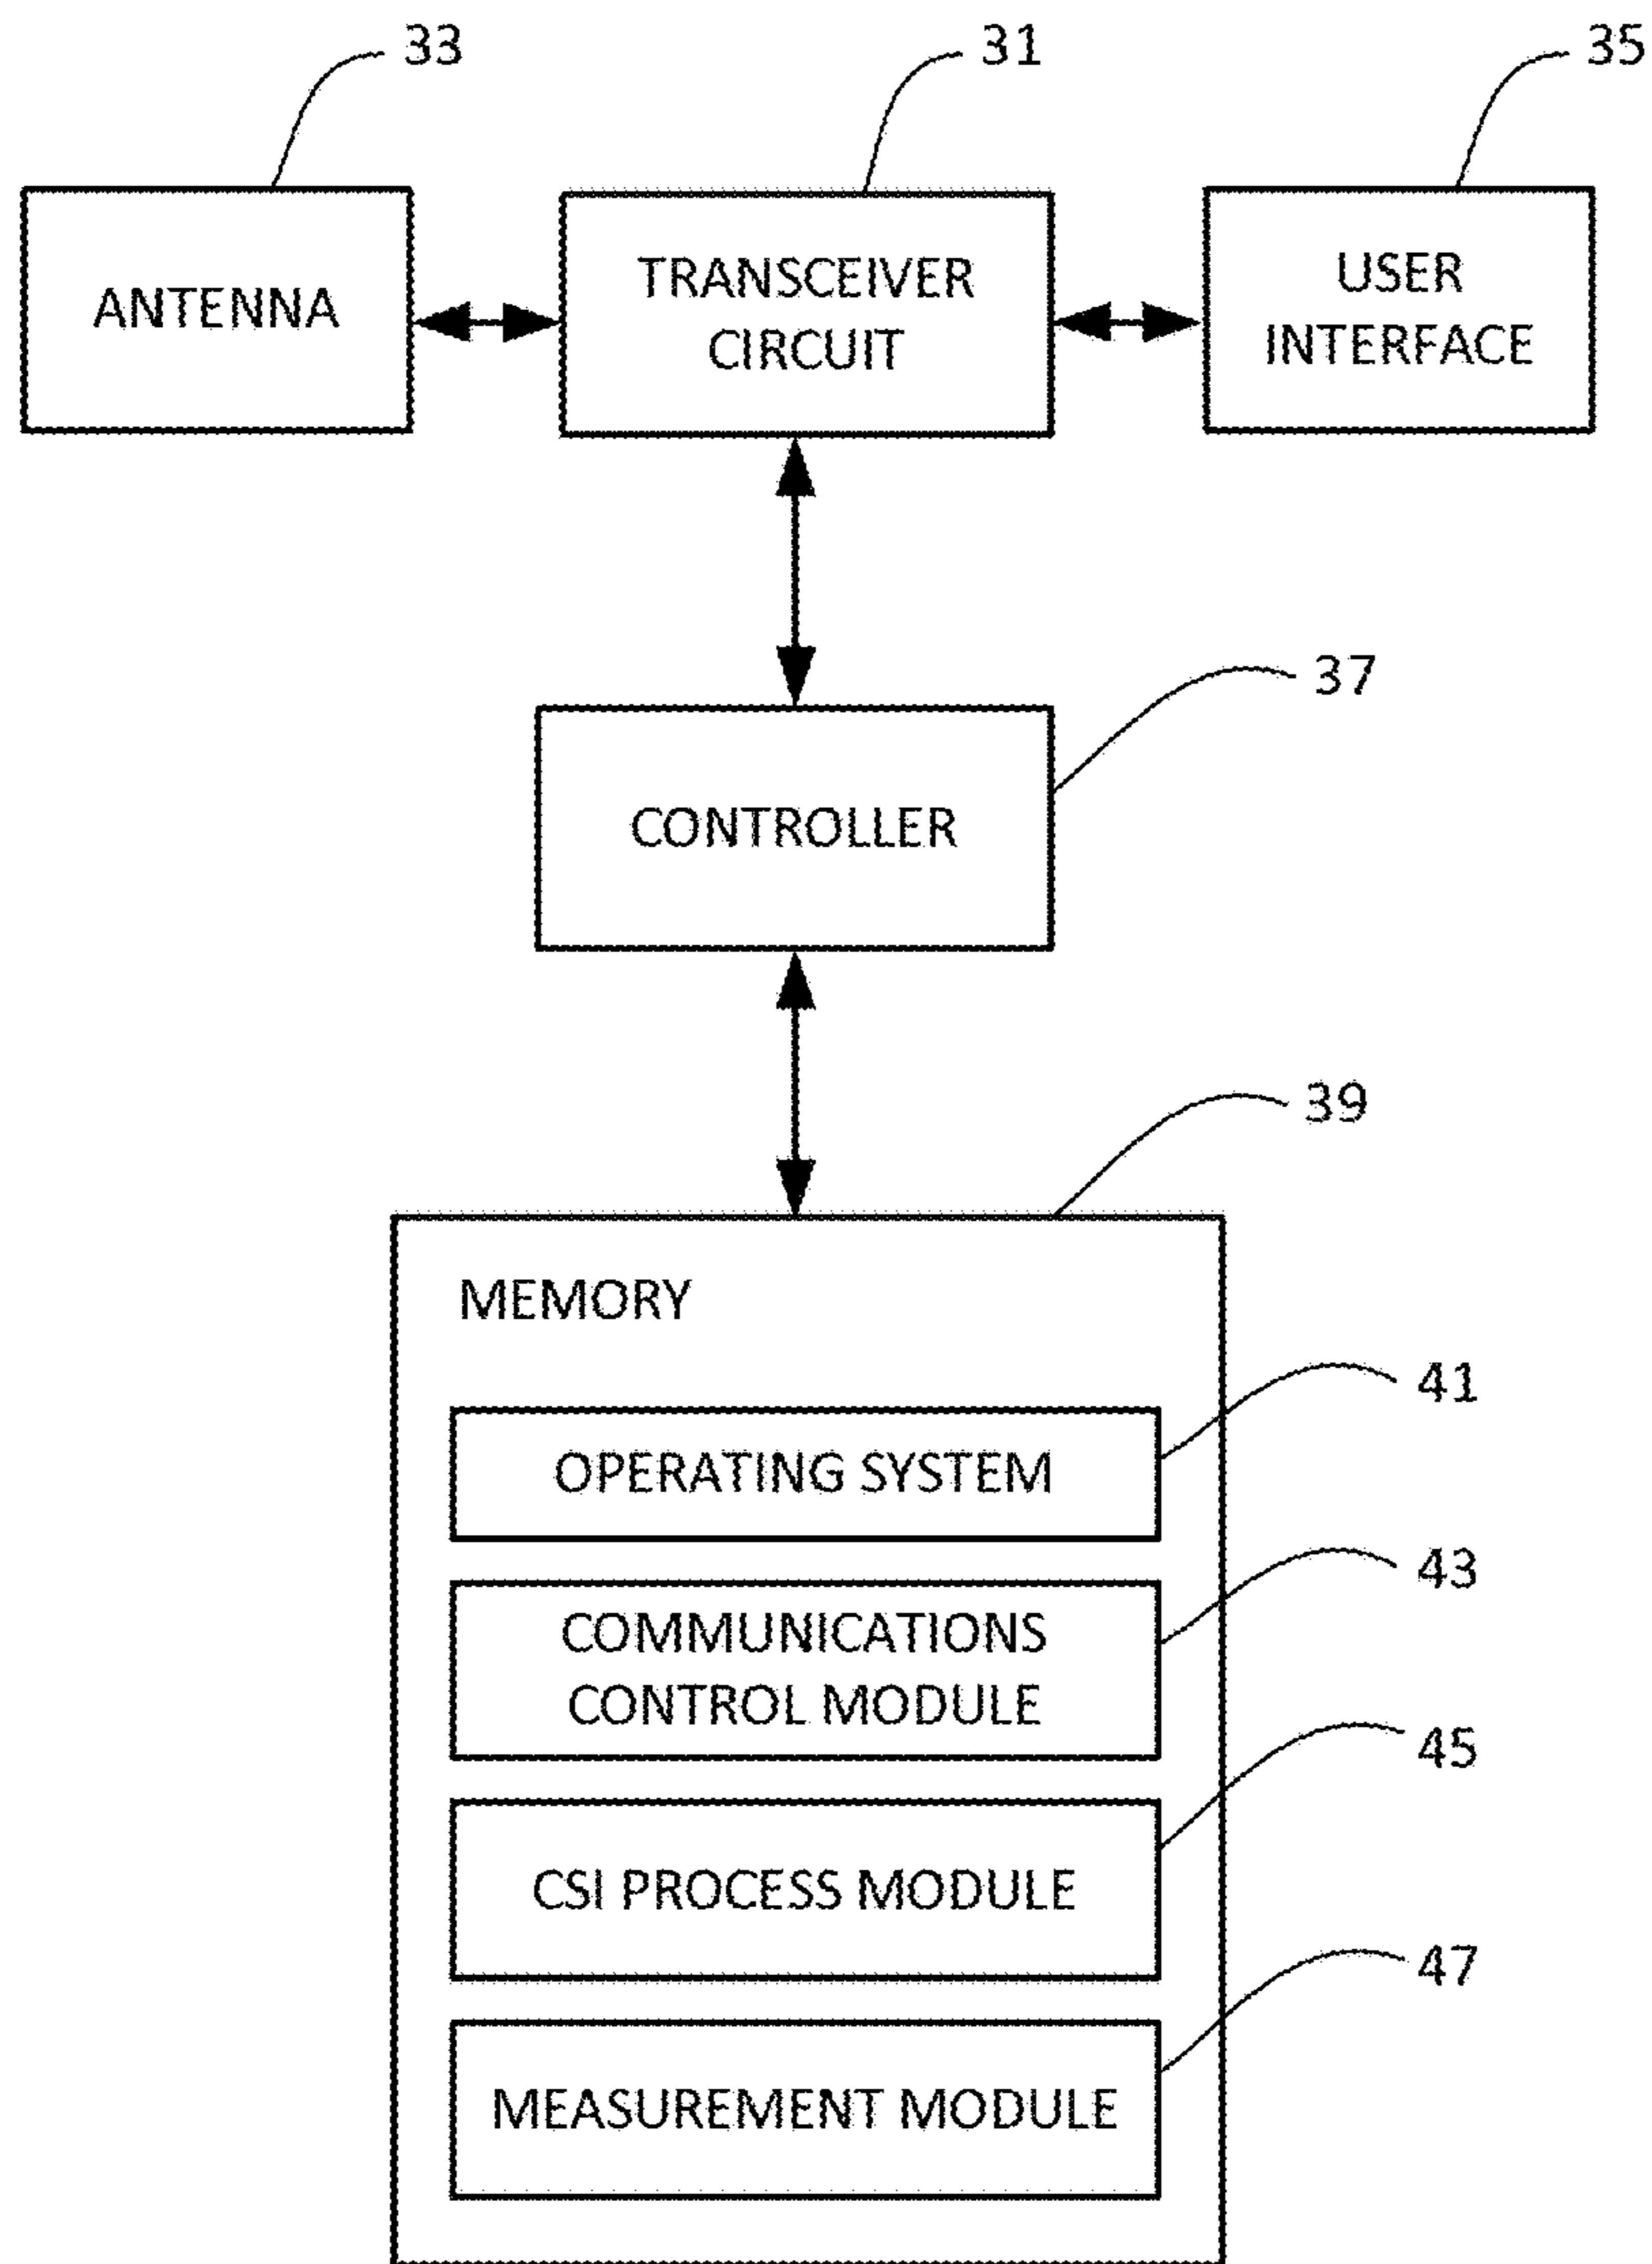 33
31
35
ANTENNA
TRANSCEIVER
CIRCUIT
USER
INTERFACE
37
CONTROLLER
39
MEMORY
41
OPERATING SYSTEM
43
COMMUNICATIONS
CONTROL MODULE
45
CSI PROCESS MODULE
47
MEASUREMENT MODULE